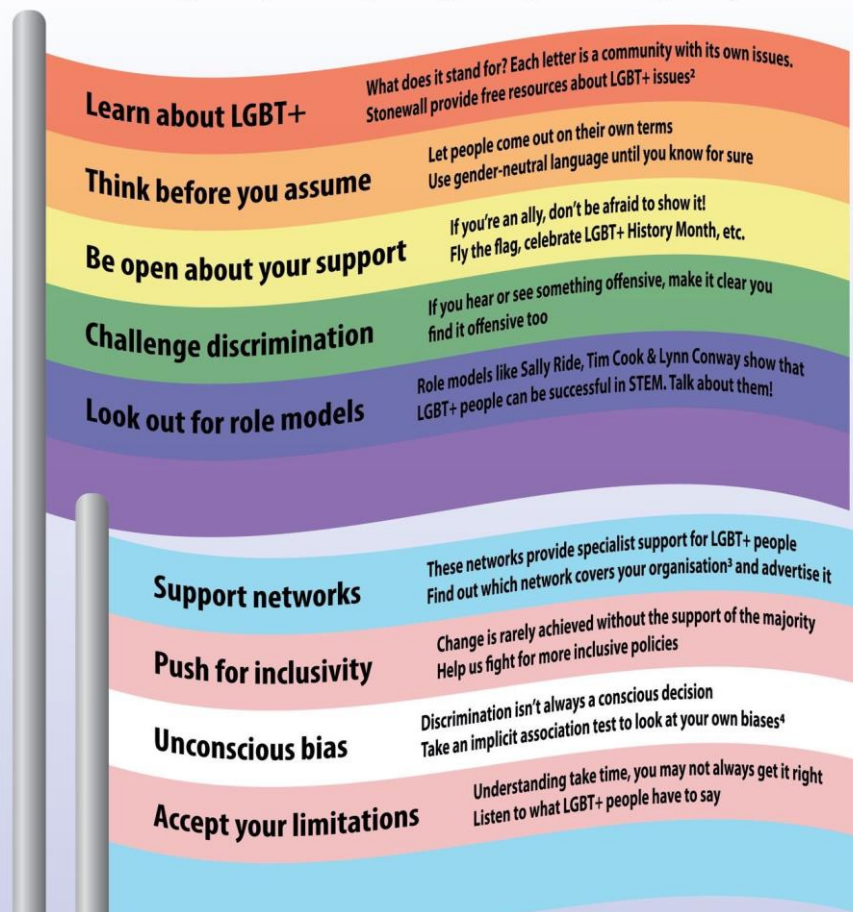 Learn about LGBT+
What does it stand for? Each letter is a community with its own issues.
Stonewall provide free resources about LGBT+ issues²
Think before you assume
Let people come out on their own terms
Use gender-neutral language until you know for sure
Be open about your support
If you're an ally, don't be afraid to show it!
Fly the flag, celebrate LGBT+ History Month, etc.
Challenge discrimination
If you hear or see something offensive, make it clear you
find it offensive too
Look out for role models
Role models like Sally Ride, Tim Cook & Lynn Conway show that
LGBT+ people can be successful in STEM. Talk about them!
Support networks
These networks provide specialist support for LGBT+ people
Find out which network covers your organisation³ and advertise it
Push for inclusivity
Change is rarely achieved without the support of the majority
Help us fight for more inclusive policies
Unconscious bias
Discrimination isn't always a conscious decision
Take an implicit association test to look at your own biases⁴
Accept your limitations
Understanding take time, you may not always get it right
Listen to what LGBT+ people have to say